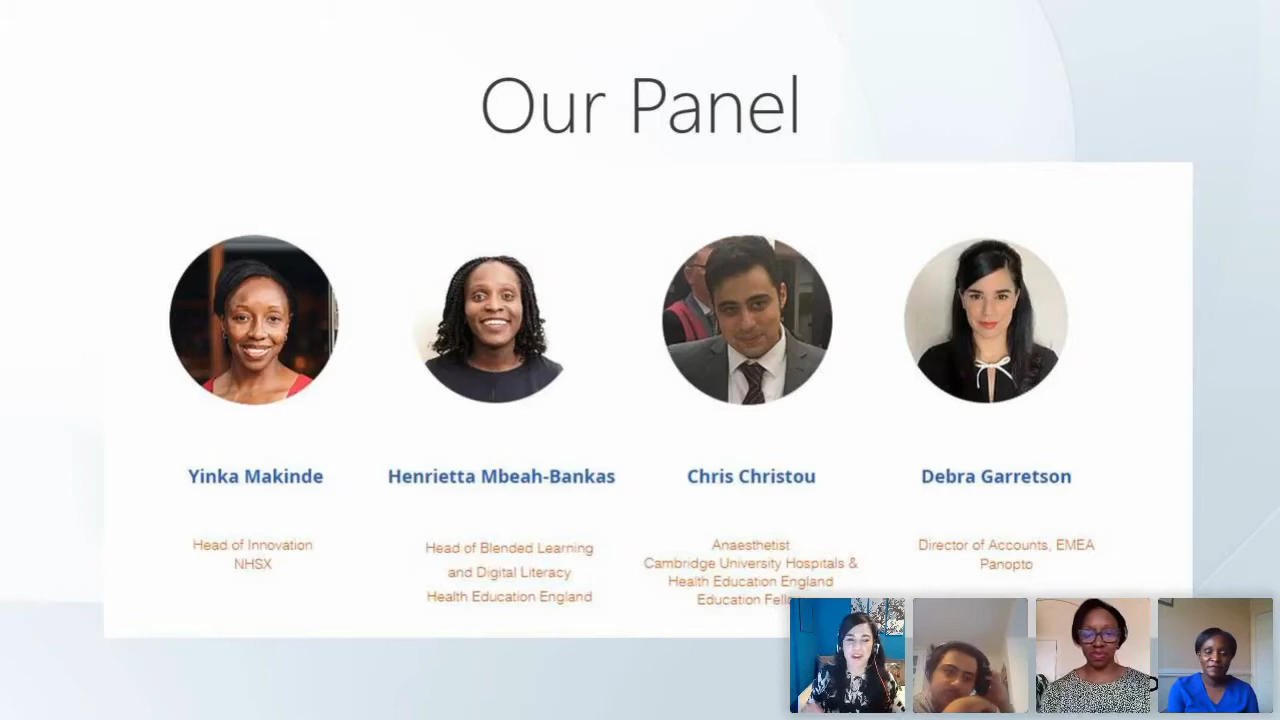 Our Panel
Yinka Makinde
Henrietta Mbeah-Bankas
Chris Christou
Debra Garretson
Head of Innovation
NHSX
Head of Blended Learning
and Digital Literacy
Health Education England
Anaesthetist
Cambridge University Hospitals &
Health Education England
Education
Director of Accounts, EMEA
Panopto